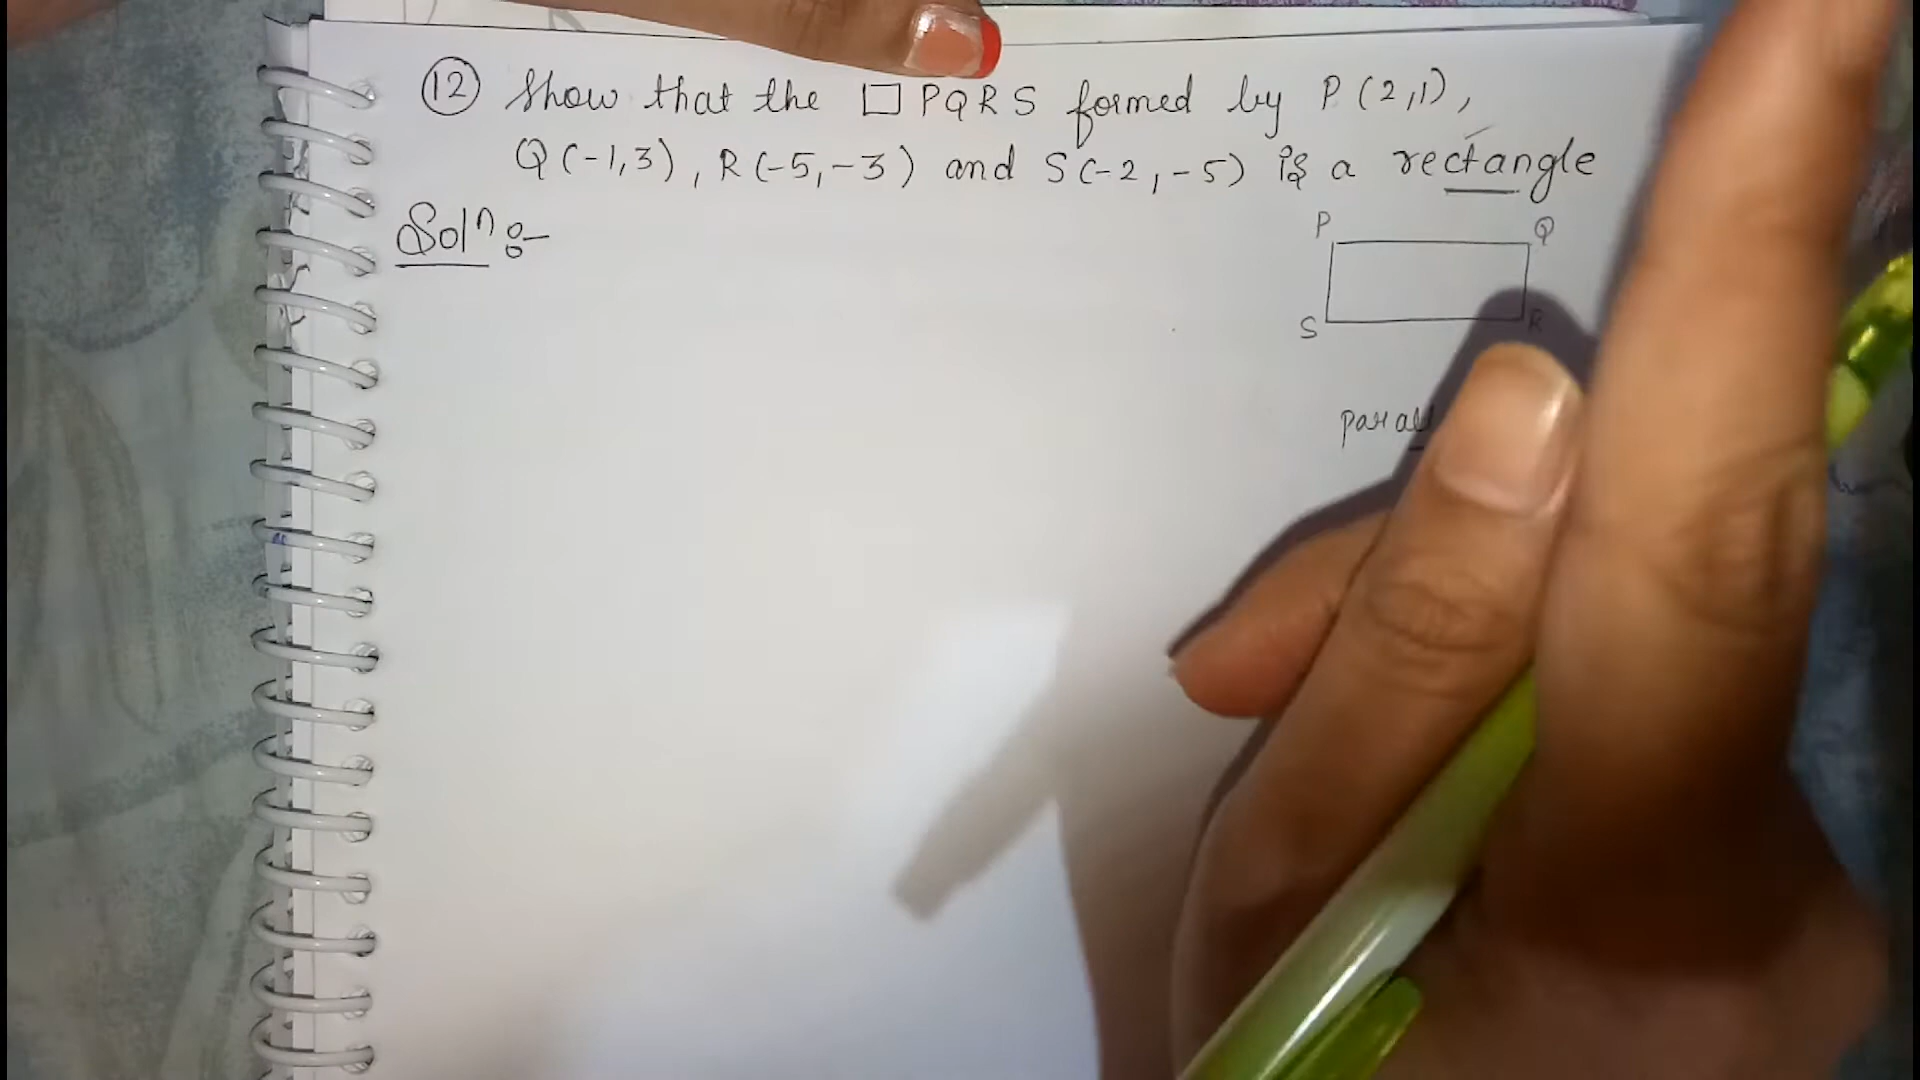 12 Show that the □ PQRS formed by P(2,1),
Q(-1,3), R(-5,-3) and S(-2,-5) is a rectangle
Solⁿ :-
P Q
S R